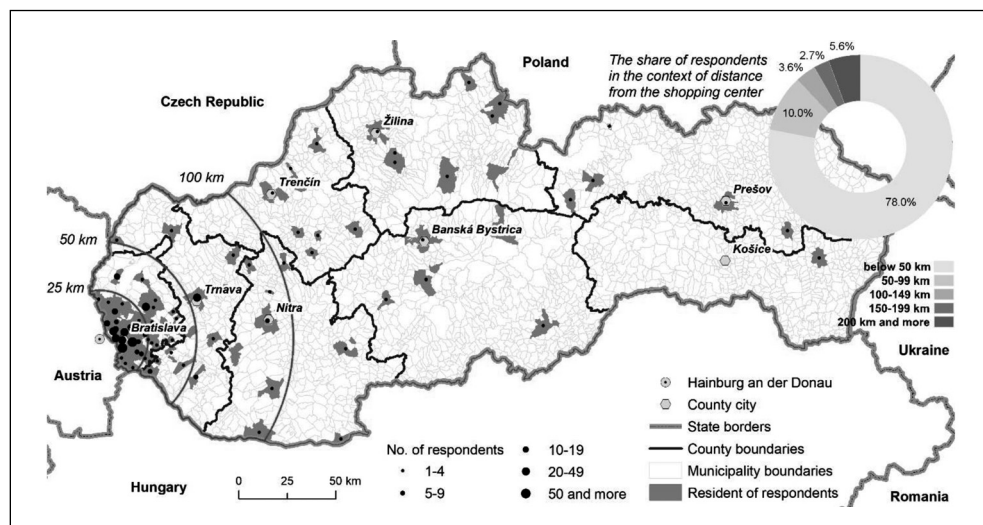 Poland
Czech Republic
The share of respondents
in the context of distance
from the shopping center
5.6%
2.7%
3.6%
10.0%
78.0%
Žilina
100 km
Trenčín
Prešov
50 km
Banská Bystrica
Košice
25 km
Trnava
Nitra
Bratislava
below 50 km
50-99 km
100-149 km
150-199 km
200 km and more
Austria
Ukraine
Hungary
Romania
0 25 50 km
No. of respondents
1-4
5-9
10-19
20-49
50 and more
Hainburg an der Donau
County city
State borders
County boundaries
Municipality boundaries
Resident of respondents